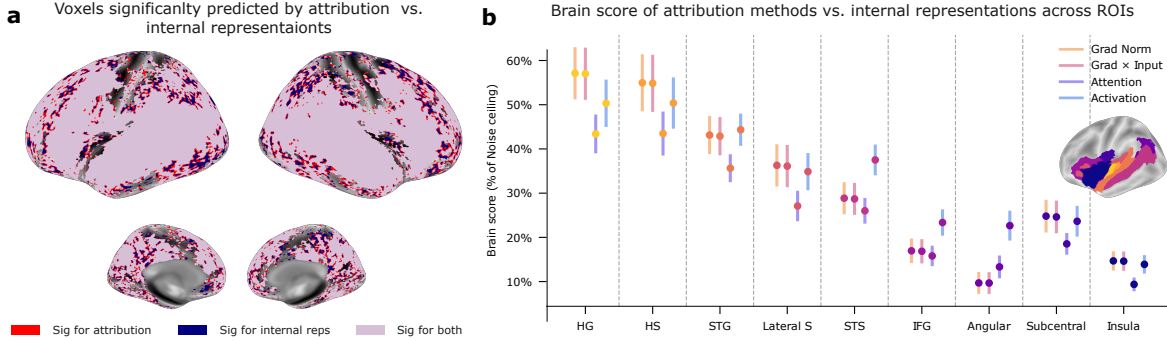 a
Voxels significanlty predicted by attribution vs.
internal representaionts
Sig for attribution
Sig for internal reps
Sig for both
b
Brain score of attribution methods vs. internal representations across ROIs
Brain score (% of Noise ceiling)
60%
50%
40%
30%
20%
10%
Grad Norm
Grad × Input
Attention
Activation
HG
HS
STG
Lateral S
STS
IFG
Angular
Subcentral
Insula